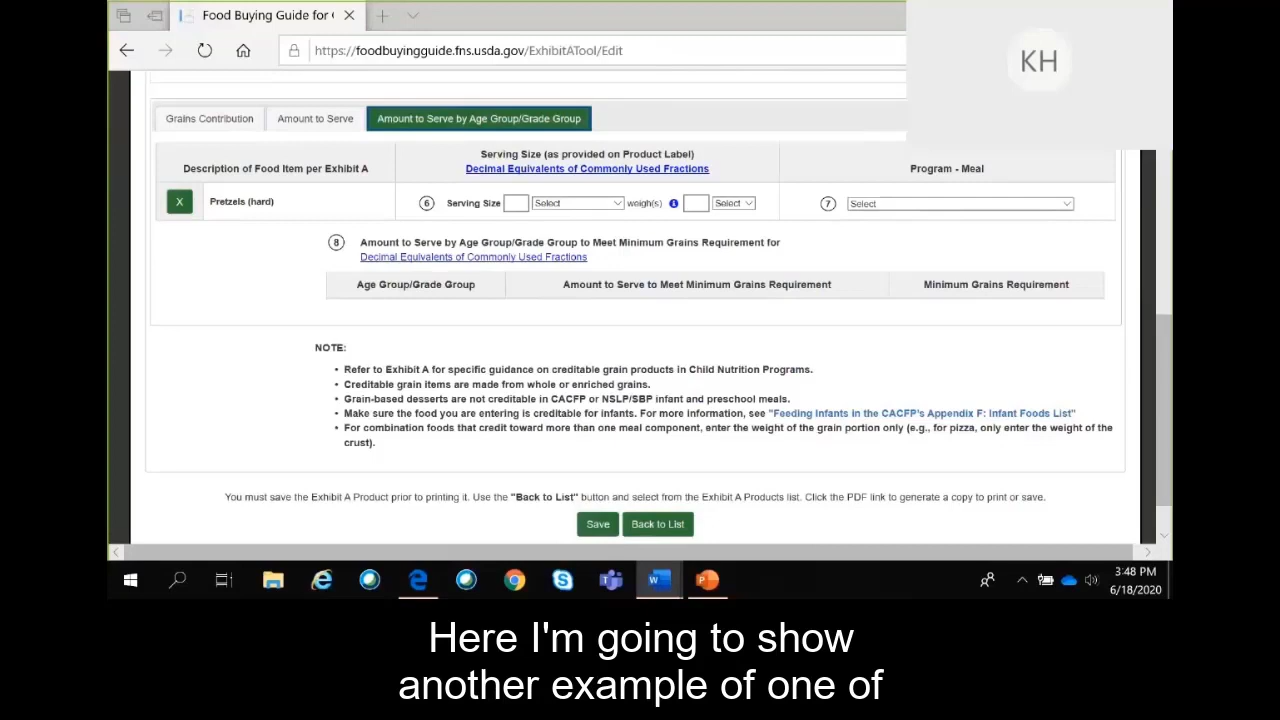 Food Buying Guide for
https://foodbuyingguide.fns.usda.gov/ExhibitATool/Edit
KH
Grains Contribution
Amount to Serve
Amount to Serve by Age Group/Grade Group
Description of Food Item per Exhibit A
Serving Size (as provided on Product Label)
Decimal Equivalents of Commonly Used Fractions
Program - Meal
X Pretzels (hard)
6 Serving Size Select weigh(s) i Select
7 Select
8 Amount to Serve by Age Group/Grade Group to Meet Minimum Grains Requirement for
Decimal Equivalents of Commonly Used Fractions
Age Group/Grade Group
Amount to Serve to Meet Minimum Grains Requirement
Minimum Grains Requirement
NOTE:
• Refer to Exhibit A for specific guidance on creditable grain products in Child Nutrition Programs.
• Creditable grain items are made from whole or enriched grains.
• Grain-based desserts are not creditable in CACFP or NSLP/SBP infant and preschool meals.
• Make sure the food you are entering is creditable for infants. For more information, see "Feeding Infants in the CACFP's Appendix F: Infant Foods List"
• For combination foods that credit toward more than one meal component, enter the weight of the grain portion only (e.g., for pizza, only enter the weight of the
crust).
You must save the Exhibit A Product prior to printing it. Use the "Back to List" button and select from the Exhibit A Products list. Click the PDF link to generate a copy to print or save.
Save
Back to List
3:48 PM
6/18/2020
Here I'm going to show
another example of one of